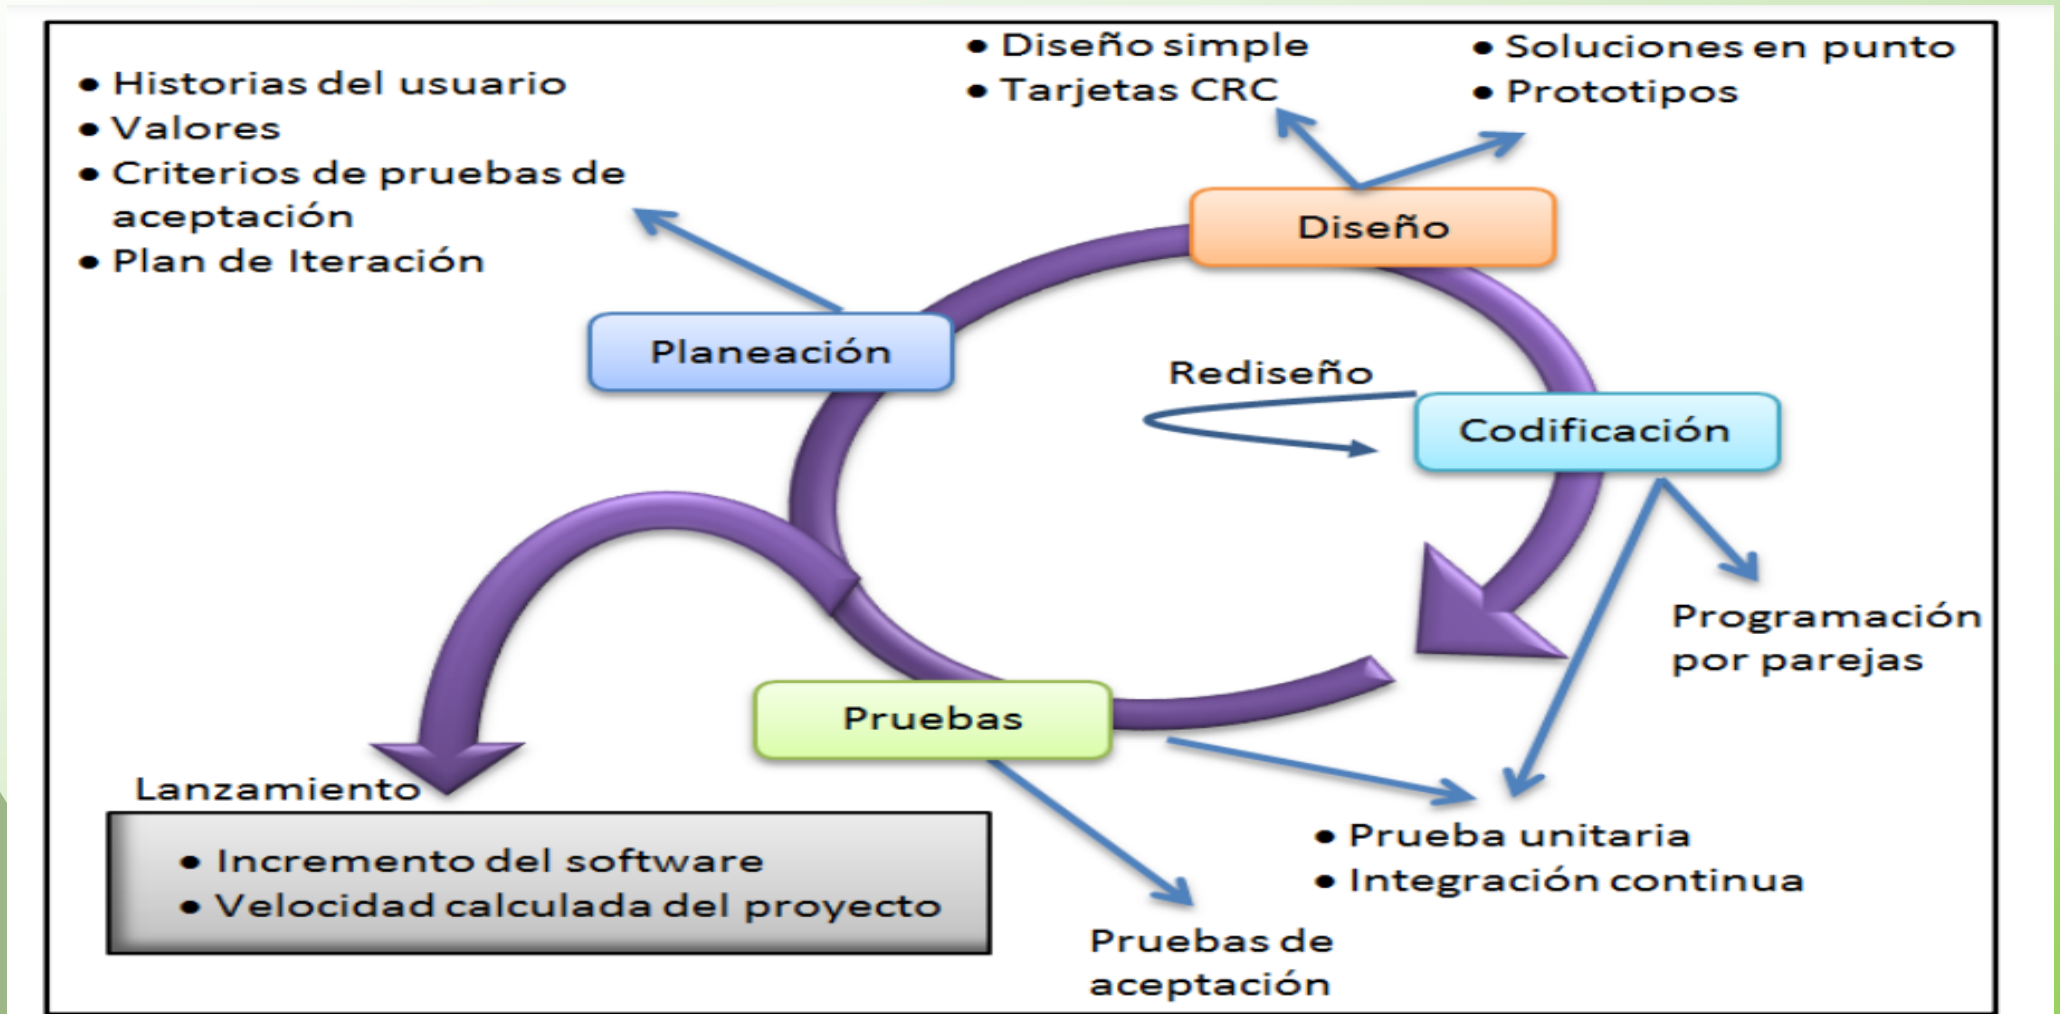 • Historias del usuario
• Valores
• Criterios de pruebas de
aceptación
• Plan de Iteración
• Diseño simple
• Tarjetas CRC
• Soluciones en punto
• Prototipos
Diseño
Planeación
Rediseño
Codificación
Programación
por parejas
Pruebas
Lanzamiento
• Incremento del software
• Velocidad calculada del proyecto
• Prueba unitaria
• Integración continua
Pruebas de
aceptación